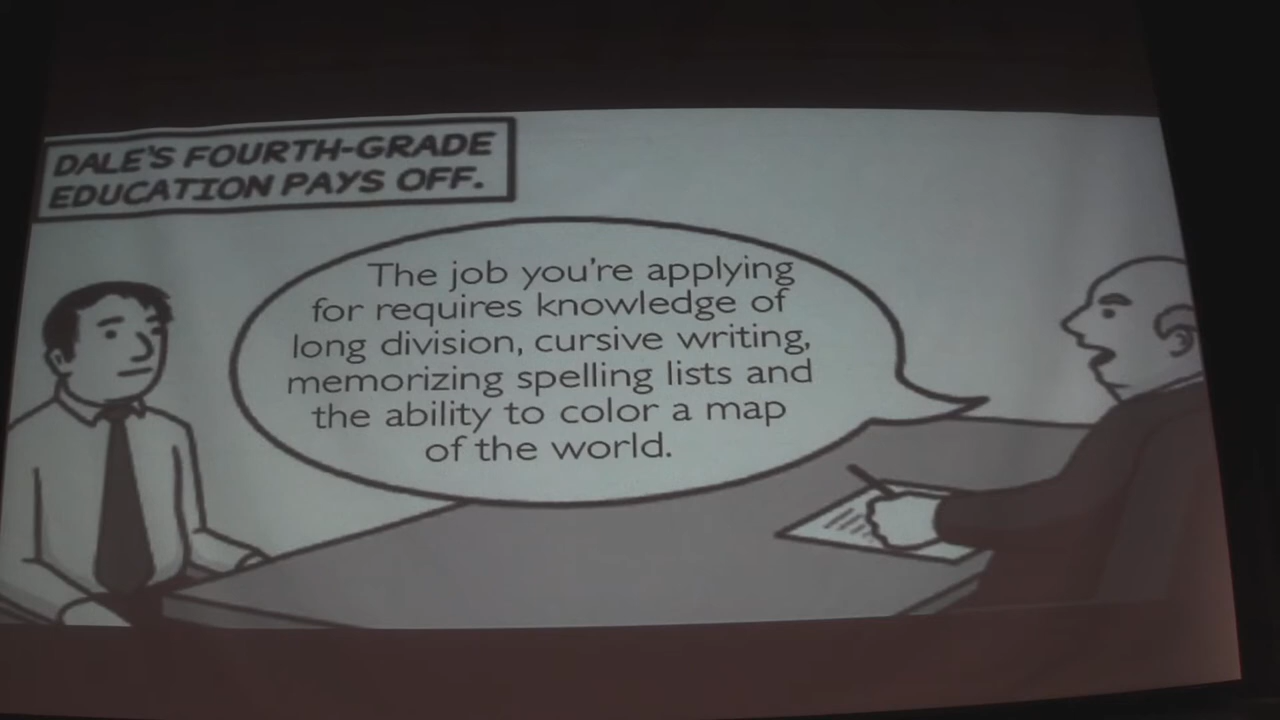 DALE'S FOURTH-GRADE
EDUCATION PAYS OFF.
The job you're applying
for requires knowledge of
long division, cursive writing,
memorizing spelling lists and
the ability to color a map
of the world.